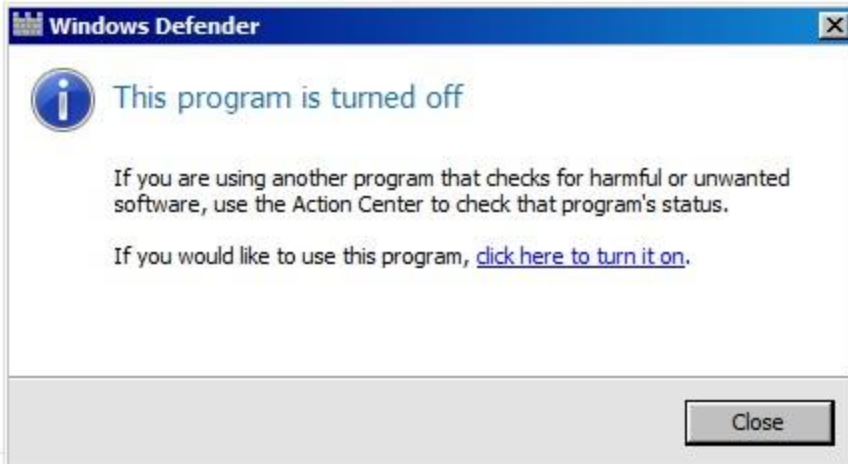 Windows Defender
This program is turned off
If you are using another program that checks for harmful or unwanted
software, use the Action Center to check that program's status.
If you would like to use this program, click here to turn it on.
Close